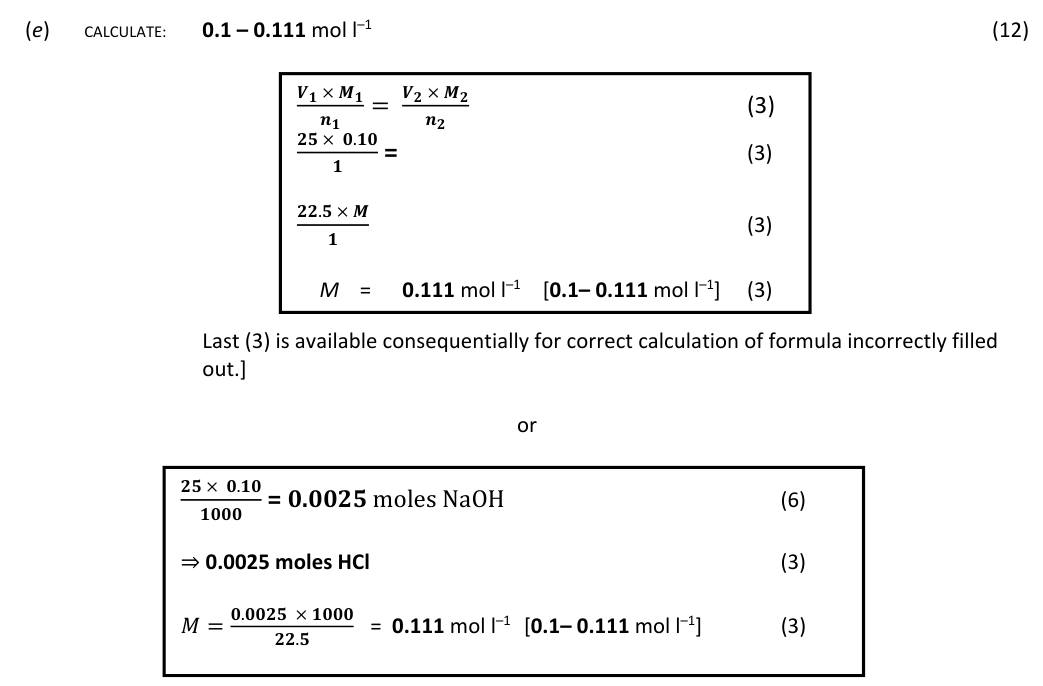 (e) CALCULATE: 0.1 – 0.111 mol l⁻¹ (12)
V₁ × M₁ / n₁ = V₂ × M₂ / n₂ (3)
25 × 0.10 / 1 = (3)
22.5 × M / 1 (3)
M = 0.111 mol l⁻¹ [0.1– 0.111 mol l⁻¹] (3)
Last (3) is available consequentially for correct calculation of formula incorrectly filled
out.]
or
25 × 0.10 / 1000 = 0.0025 moles NaOH (6)
⇒ 0.0025 moles HCl (3)
M = 0.0025 × 1000 / 22.5 = 0.111 mol l⁻¹ [0.1– 0.111 mol l⁻¹] (3)